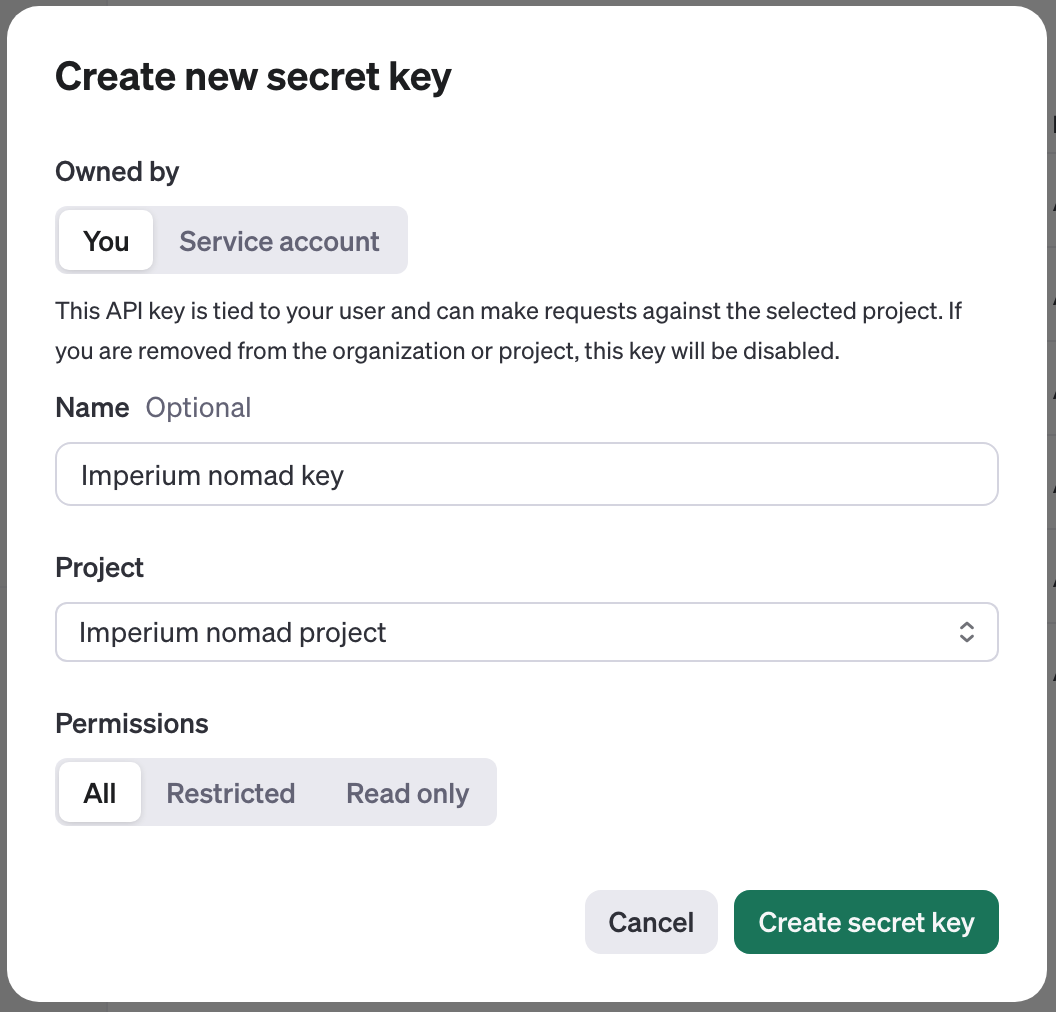 Create new secret key
Owned by
You Service account
This API key is tied to your user and can make requests against the selected project. If
you are removed from the organization or project, this key will be disabled.
Name Optional
Imperium nomad key
Project
Imperium nomad project
Permissions
All Restricted Read only
Cancel Create secret key